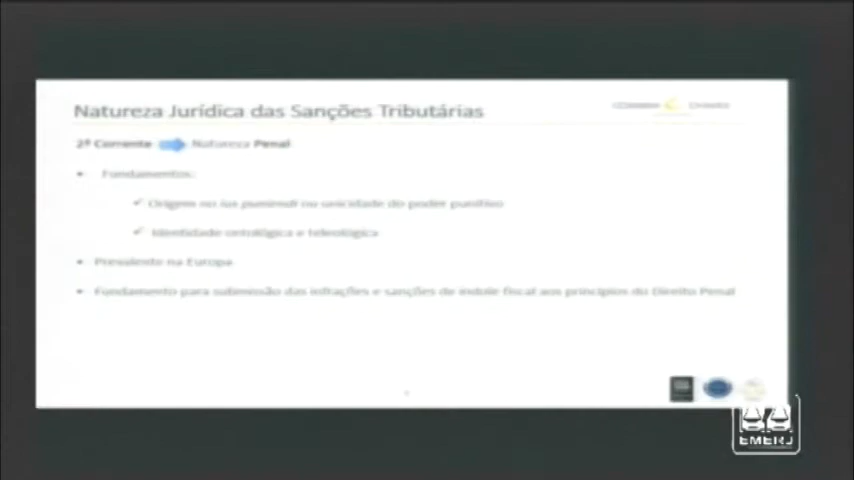 Natureza Jurídica das Sanções Tributárias
2ª Corrente Natureza Penal
Fundamentos:
Origem no ius puniendi ou unicidade do poder punitivo
Identidade ontológica e teleológica
Prevalente na Europa
Fundamento para submissão das infrações e sanções de índole fiscal aos princípios do Direito Penal
EMERJ